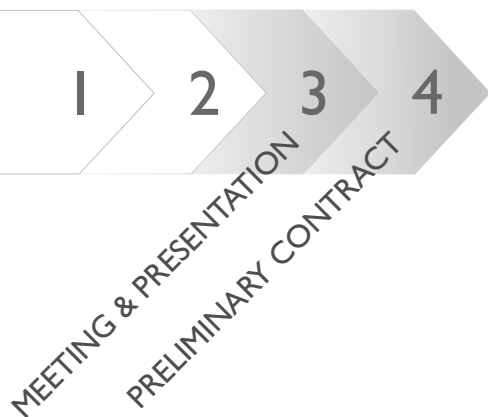 1 2 3 4
MEETING & PRESENTATION
PRELIMINARY CONTRACT